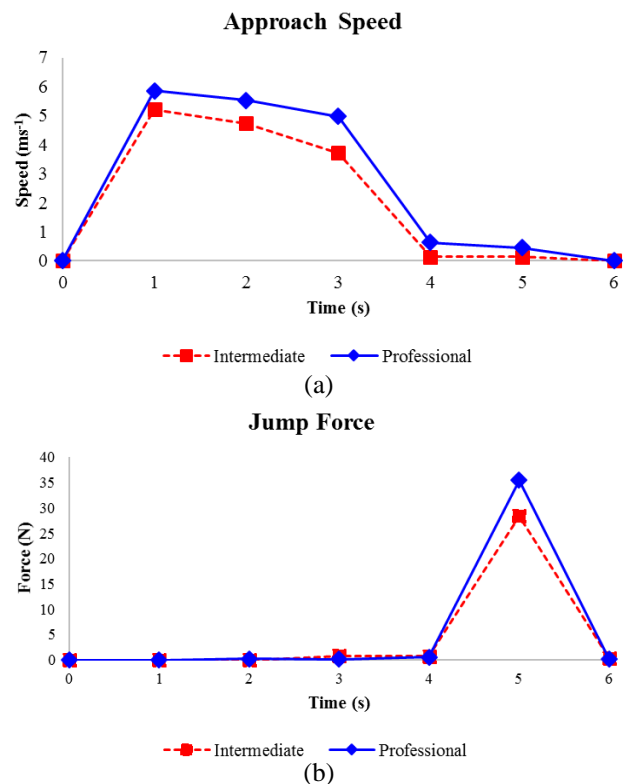 Approach Speed
7
6
5
4
3
2
1
0
Speed (ms⁻¹)
0 1 2 3 4 5 6
Time (s)
Intermediate Professional
(a)
Jump Force
40
35
30
25
20
15
10
5
0
Force (N)
0 1 2 3 4 5 6
Time (s)
Intermediate Professional
(b)